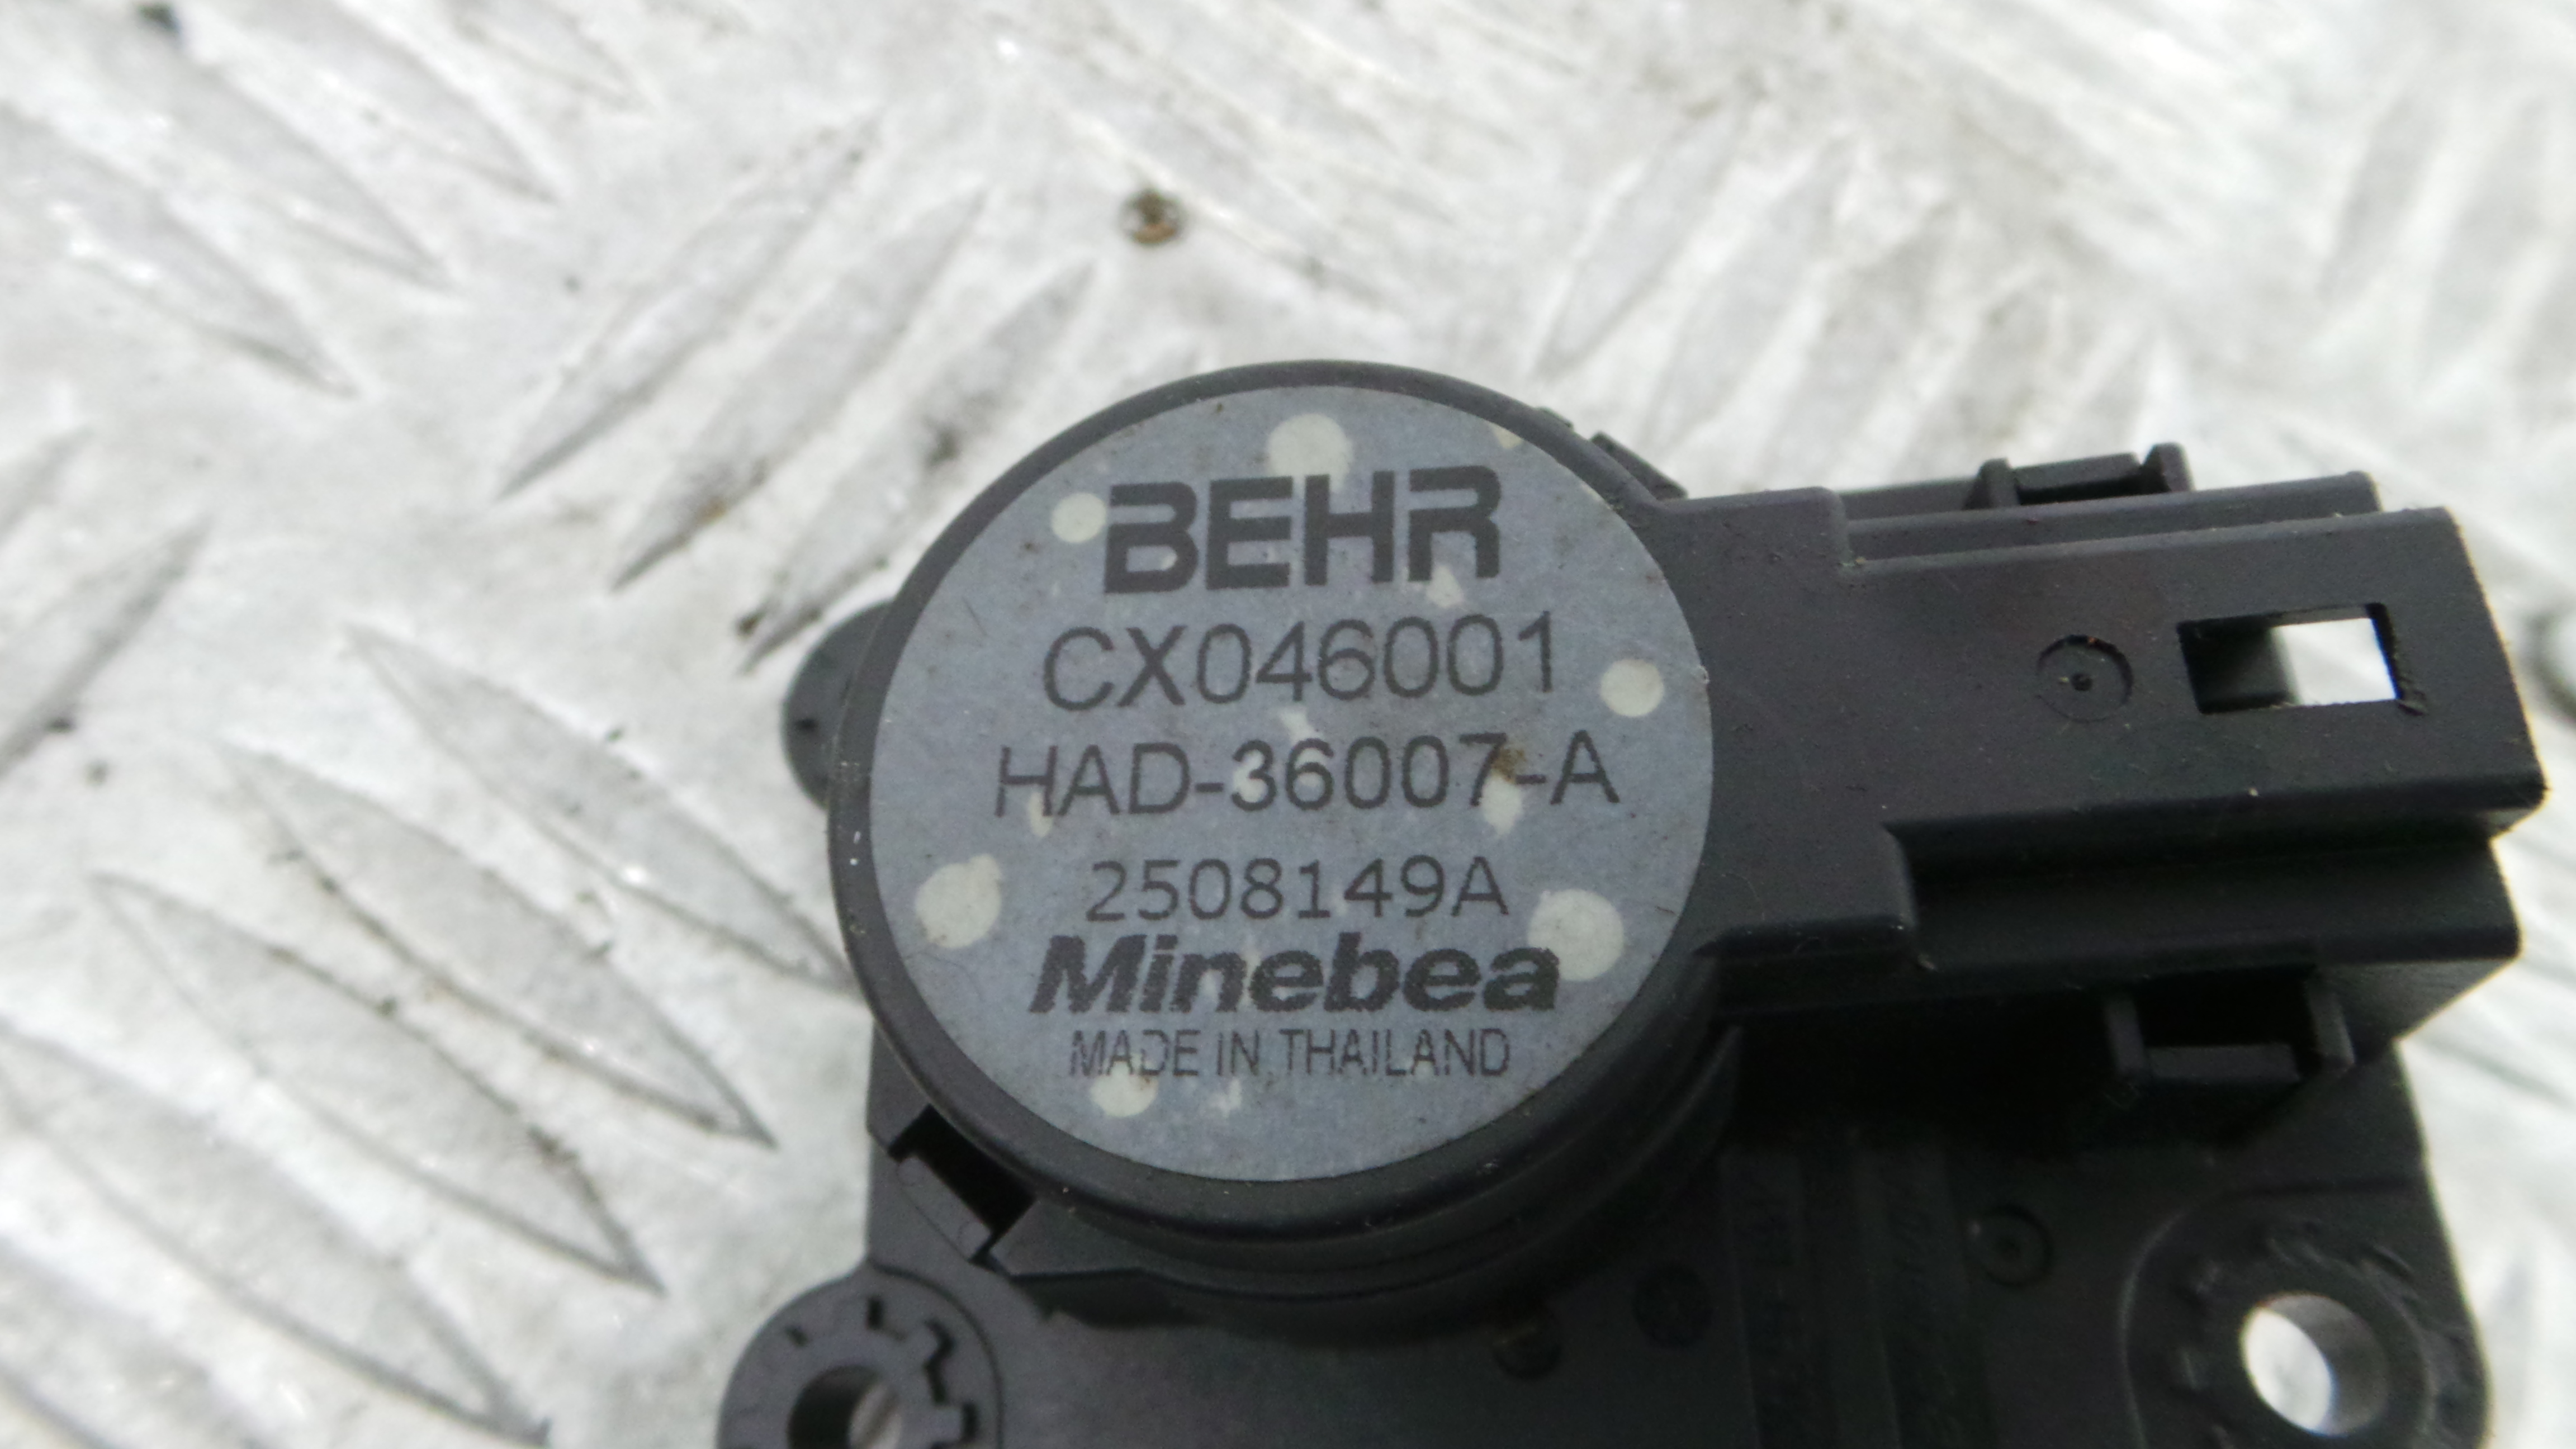 BEHR
CX046001
HAD-36007-A
2508149A
Minebea
MADE IN THAILAND